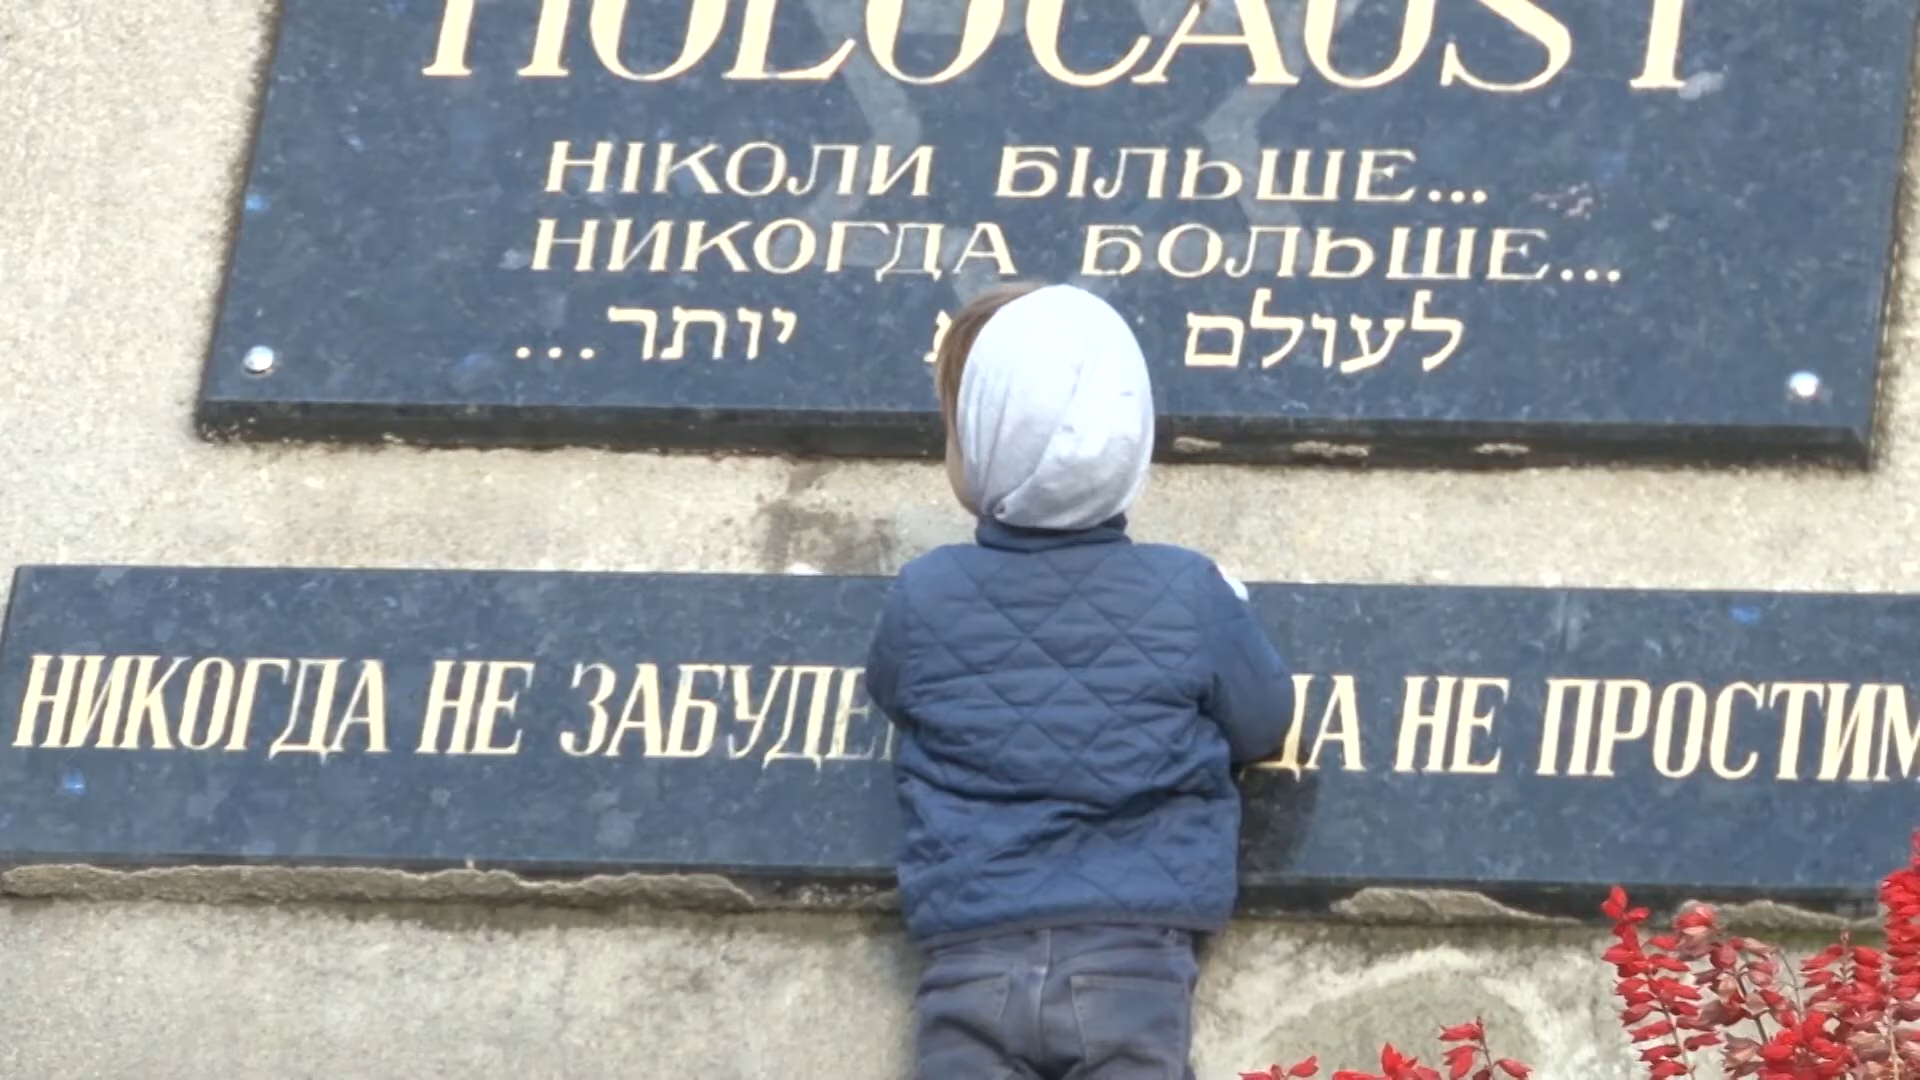 HOLOCAUST
НІКОЛИ БІЛЬШЕ...
НИКОГДА БОЛЬШЕ...
לעולם יותר...
НИКОГДА НЕ ЗАБУДЕ ДА НЕ ПРОСТИМ